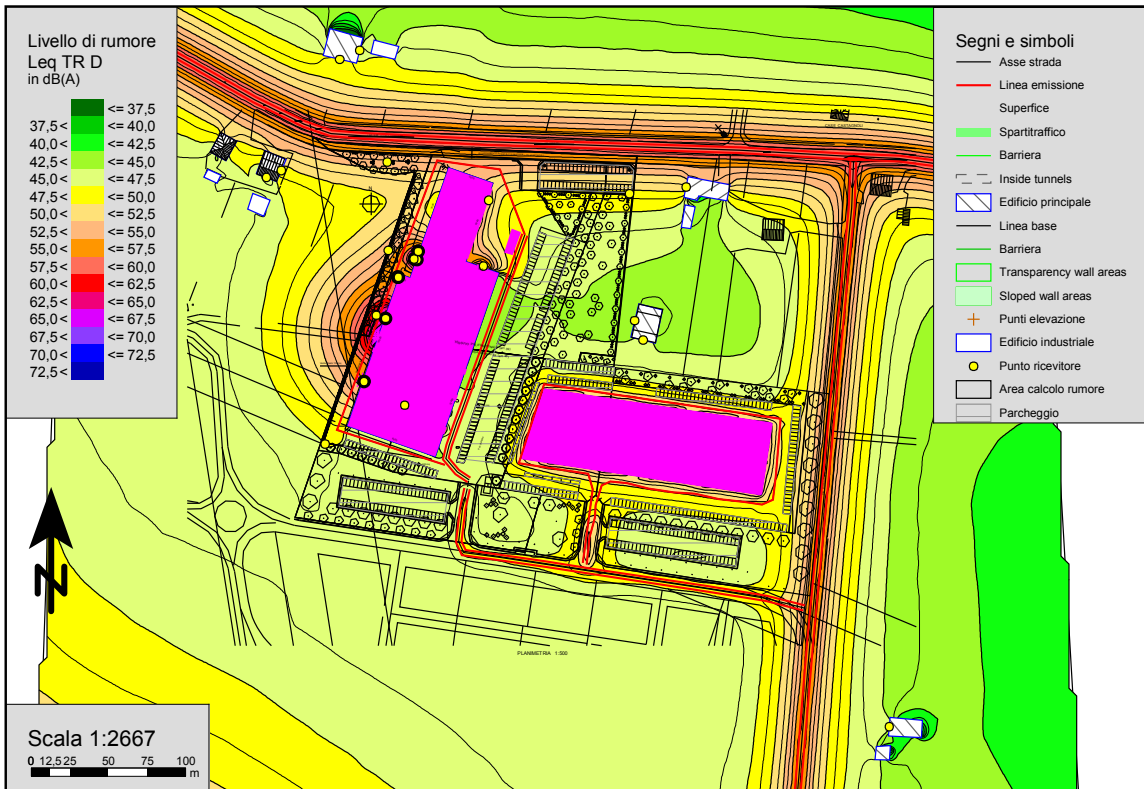 Livello di rumore
Leq TR D
in dB(A)
<= 37,5
37,5< <= 40,0
40,0< <= 42,5
42,5< <= 45,0
45,0< <= 47,5
47,5< <= 50,0
50,0< <= 52,5
52,5< <= 55,0
55,0< <= 57,5
57,5< <= 60,0
60,0< <= 62,5
62,5< <= 65,0
65,0< <= 67,5
67,5< <= 70,0
70,0< <= 72,5
72,5<
Segni e simboli
Asse strada
Linea emissione
Superfice
Spartitraffico
Barriera
Inside tunnels
Edificio principale
Linea base
Barriera
Transparency wall areas
Sloped wall areas
Punti elevazione
Edificio industriale
Punto ricevitore
Area calcolo rumore
Parcheggio
N
PLANIMETRIA 1:500
N
Scala 1:2667
0 12,5 25 50 75 100
m